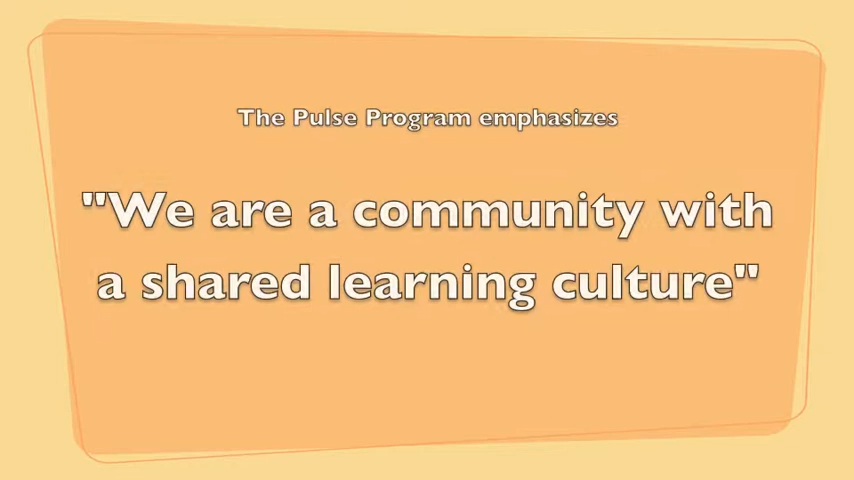 The Pulse Program emphasizes
"We are a community with
a shared learning culture"